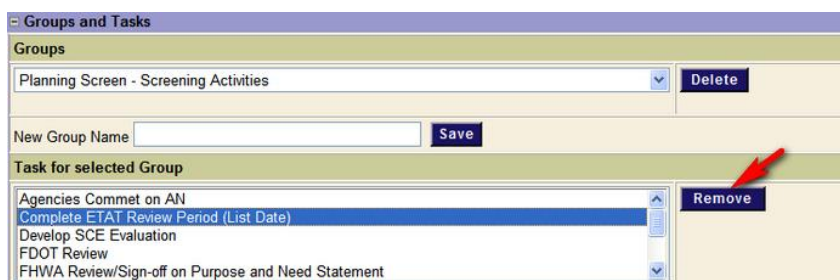 Groups and Tasks
Groups
Planning Screen - Screening Activities
Delete
New Group Name
Save
Task for selected Group
Agencies Commet on AN
Remove
Complete ETAT Review Period (List Date)
Develop SCE Evaluation
FDOT Review
FHWA Review/Sign-off on Purpose and Need Statement